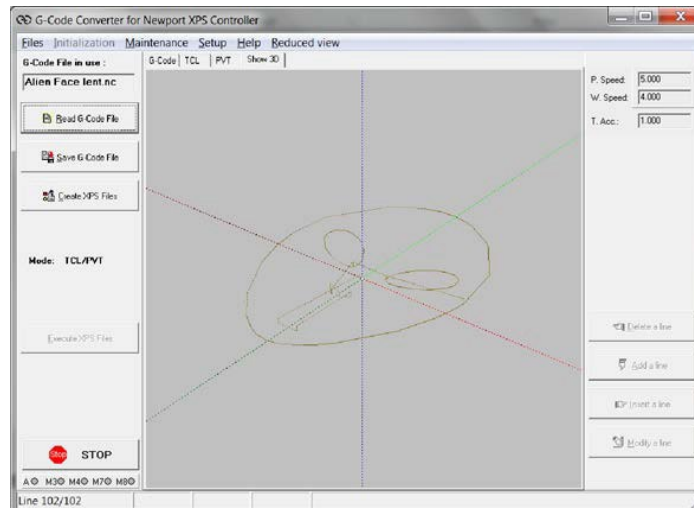 G-Code Converter for Newport XPS Controller
Files Initialization Maintenance Setup Help Reduced view
G-Code File in use :
Alien Face lent.nc
Read G-Code File
Save G-Code File
Create XPS Files
Mode: TCL/PVT
Execute XPS Files
Stop STOP
A M3 M4 M7 M8
Line 102/102
G-Code TCL PVT Show 3D
P. Speed: 5.000
W. Speed: 4.000
T. Acc.: 1.000
Delete a line
Add a line
Insert a line
Modify a line